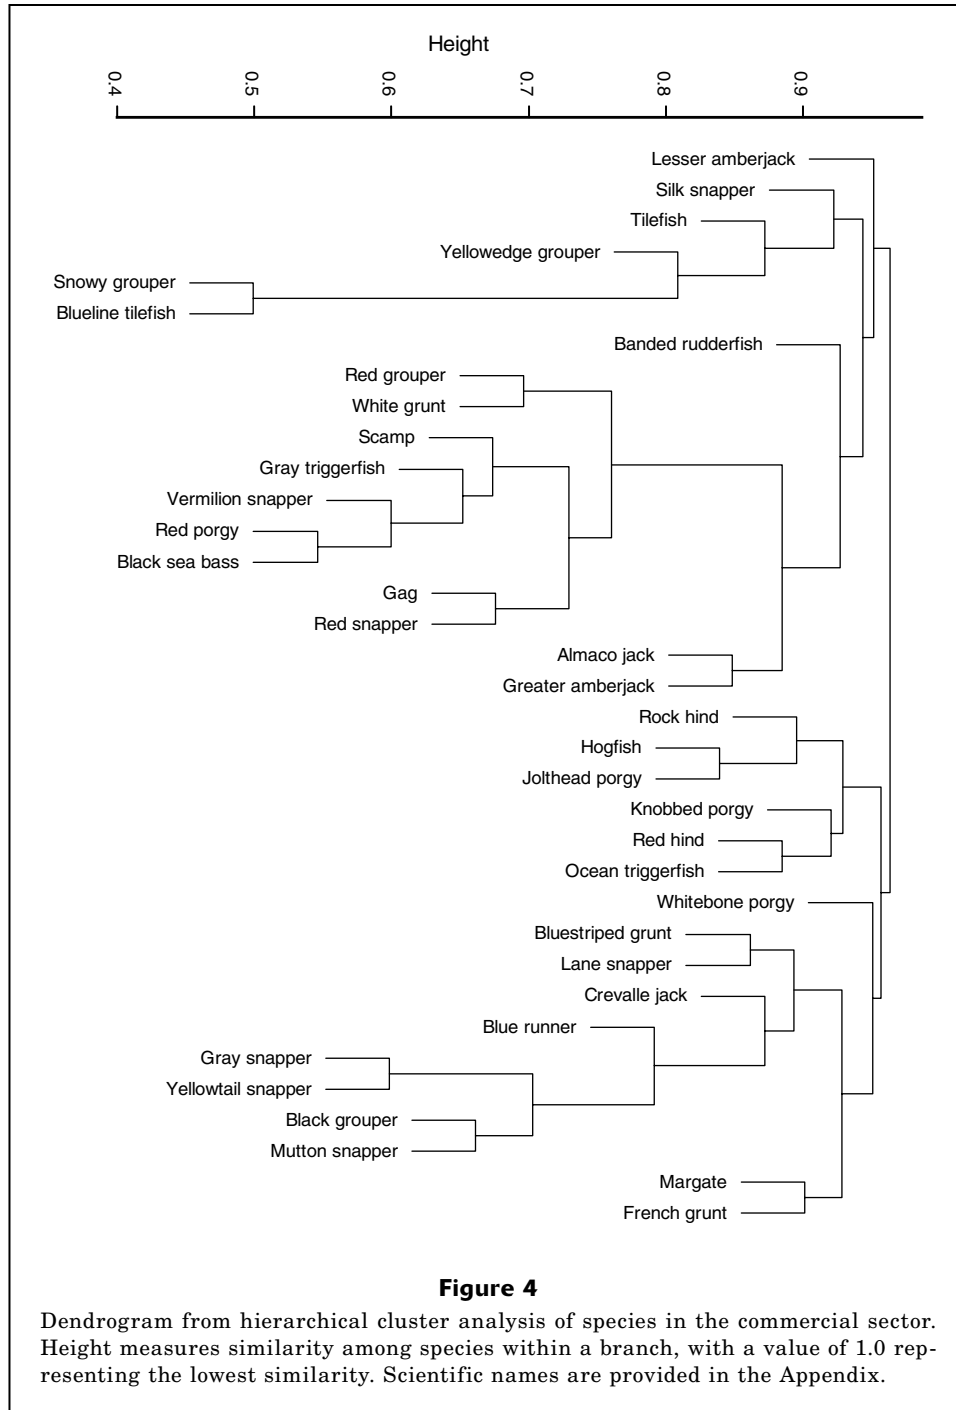 Height
0.4 0.5 0.6 0.7 0.8 0.9
Lesser amberjack
Silk snapper
Tilefish
Yellowedge grouper
Snowy grouper
Blueline tilefish
Banded rudderfish
Red grouper
White grunt
Scamp
Gray triggerfish
Vermilion snapper
Red porgy
Black sea bass
Gag
Red snapper
Almaco jack
Greater amberjack
Rock hind
Hogfish
Jolthead porgy
Knobbed porgy
Red hind
Ocean triggerfish
Whitebone porgy
Bluestriped grunt
Lane snapper
Crevalle jack
Blue runner
Gray snapper
Yellowtail snapper
Black grouper
Mutton snapper
Margate
French grunt
Figure 4
Dendrogram from hierarchical cluster analysis of species in the commercial sector.
Height measures similarity among species within a branch, with a value of 1.0 rep-
resenting the lowest similarity. Scientific names are provided in the Appendix.